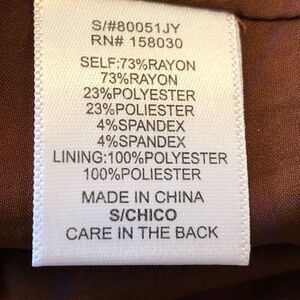 S/#80051JY
RN# 158030
SELF:73%RAYON
73%RAYON
23%POLYESTER
23%POLIESTER
4%SPANDEX
4%SPANDEX
LINING:100%POLYESTER
100%POLIESTER
MADE IN CHINA
S/CHICO
CARE IN THE BACK